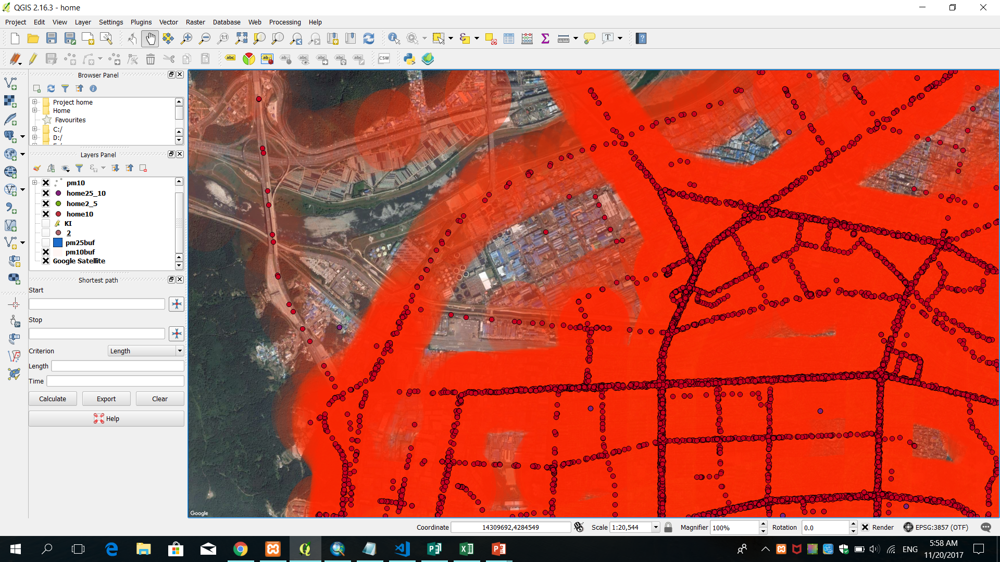 QGIS 2.16.3 - home
Project Edit View Layer Settings Plugins Vector Raster Database Web Processing Help
Browser Panel
Project home
Home
Favourites
C:/
D:/
Layers Panel
pm10
home25_10
home2_5
home10
KI
2
pm25buf
pm10buf
Google Satellite
Shortest path
Start
Stop
Criterion Length
Length
Time
Calculate Export Clear
Help
Google
Coordinate 14309692,4284549 Scale 1:20,544 Magnifier 100% Rotation 0.0 Render EPSG:3857 (OTF)
ENG
5:58 AM
11/20/2017